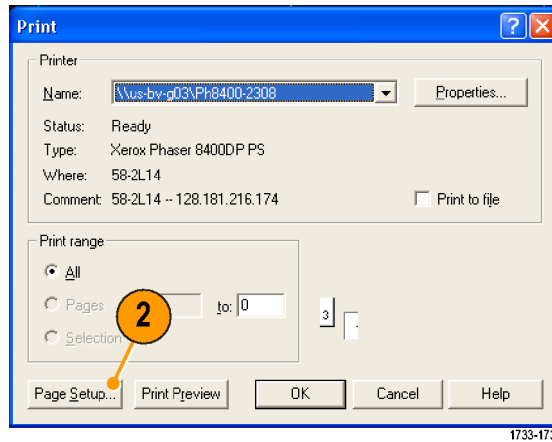 Print
Printer
Name: \\us-bv-g03\Ph8400-2308 Properties...
Status: Ready
Type: Xerox Phaser 8400DP PS
Where: 58-2L14
Comment: 58-2L14 -- 128.181.216.174 Print to file
Print range
All
Pages to: 0
3
Selection
2
Page Setup... Print Preview OK Cancel Help